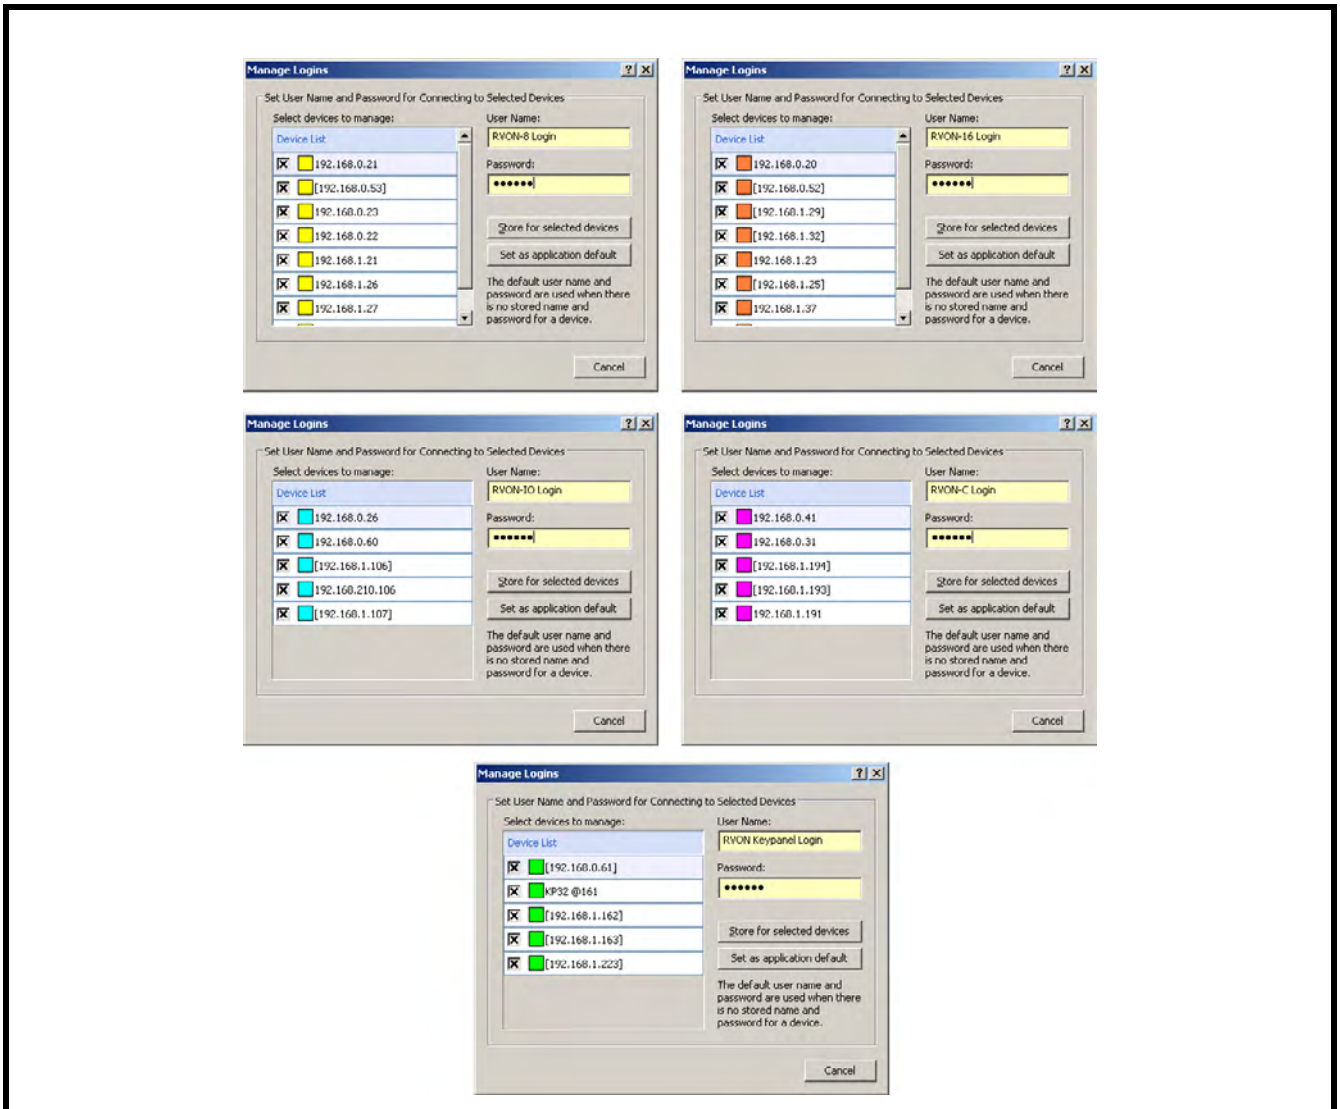 Manage Logins
Set User Name and Password for Connecting to Selected Devices
Select devices to manage:
Device List
192.168.0.21
[192.168.0.53]
192.168.0.23
192.168.0.22
192.168.1.21
192.168.1.26
192.168.1.27
User Name:
RVON-8 Login
Password:
••••••
Store for selected devices
Set as application default
The default user name and
password are used when there
is no stored name and
password for a device.
Cancel
Manage Logins
Set User Name and Password for Connecting to Selected Devices
Select devices to manage:
Device List
192.168.0.20
[192.168.0.52]
[192.168.1.29]
[192.168.1.32]
192.168.1.23
[192.168.1.25]
192.168.1.37
User Name:
RVON-16 Login
Password:
••••••
Store for selected devices
Set as application default
The default user name and
password are used when there
is no stored name and
password for a device.
Cancel
Manage Logins
Set User Name and Password for Connecting to Selected Devices
Select devices to manage:
Device List
192.168.0.26
192.168.0.60
[192.168.1.106]
192.168.210.106
[192.168.1.107]
User Name:
RVON-IO Login
Password:
••••••
Store for selected devices
Set as application default
The default user name and
password are used when there
is no stored name and
password for a device.
Cancel
Manage Logins
Set User Name and Password for Connecting to Selected Devices
Select devices to manage:
Device List
192.168.0.41
192.168.0.31
[192.168.1.194]
[192.168.1.193]
192.168.1.191
User Name:
RVON-C Login
Password:
••••••
Store for selected devices
Set as application default
The default user name and
password are used when there
is no stored name and
password for a device.
Cancel
Manage Logins
Set User Name and Password for Connecting to Selected Devices
Select devices to manage:
Device List
[192.168.0.61]
KP32 @161
[192.168.1.162]
[192.168.1.163]
[192.168.1.223]
User Name:
RVON Keypanel Login
Password:
••••••
Store for selected devices
Set as application default
The default user name and
password are used when there
is no stored name and
password for a device.
Cancel